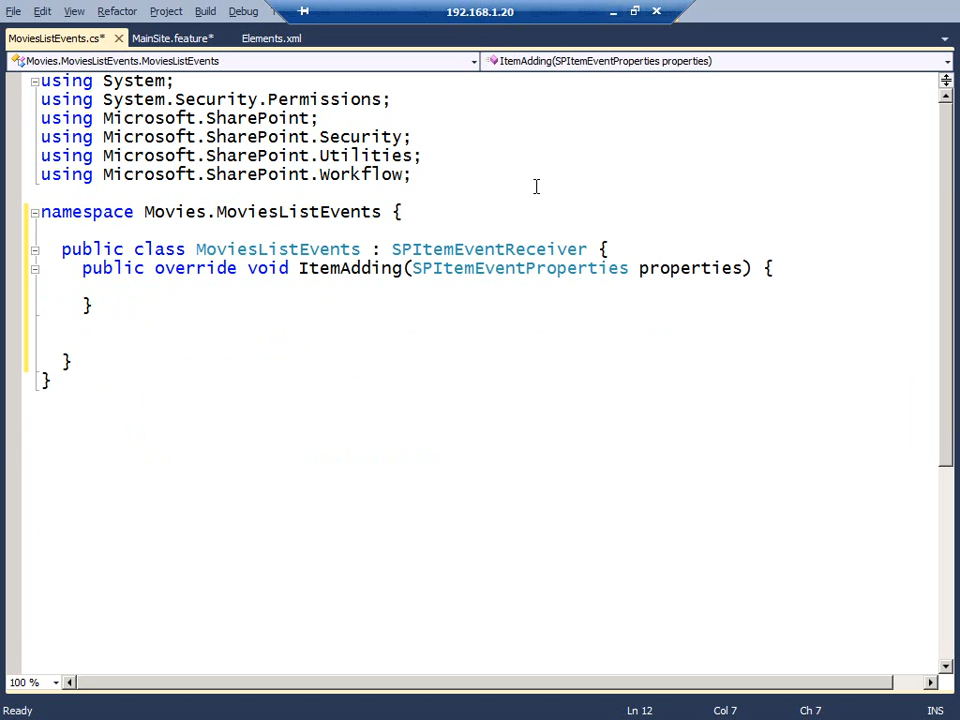 File Edit View Refactor Project Build Debug 192.168.1.20
MoviesListEvents.cs* MainSite.feature* Elements.xml
Movies.MoviesListEvents.MoviesListEvents ItemAdding(SPItemEventProperties properties)
using System;
using System.Security.Permissions;
using Microsoft.SharePoint;
using Microsoft.SharePoint.Security;
using Microsoft.SharePoint.Utilities;
using Microsoft.SharePoint.Workflow;
namespace Movies.MoviesListEvents {
public class MoviesListEvents : SPItemEventReceiver {
public override void ItemAdding(SPItemEventProperties properties) {
}
}
}
100 %
Ready Ln 12 Col 7 Ch 7 INS